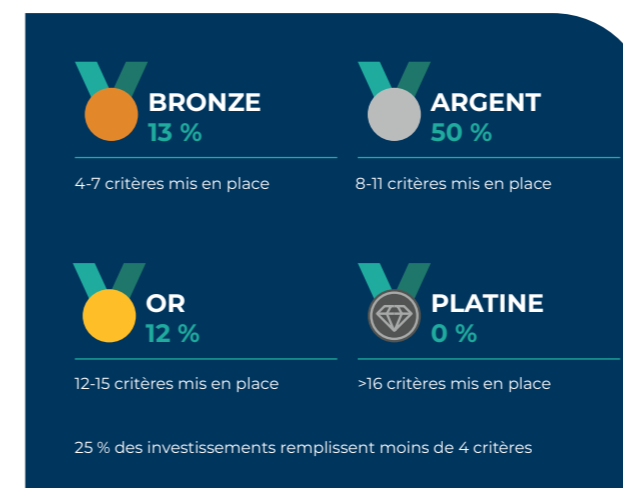 BRONZE
13 %
4-7 critères mis en place
ARGENT
50 %
8-11 critères mis en place
OR
12 %
12-15 critères mis en place
PLATINE
0 %
>16 critères mis en place
25 % des investissements remplissent moins de 4 critères